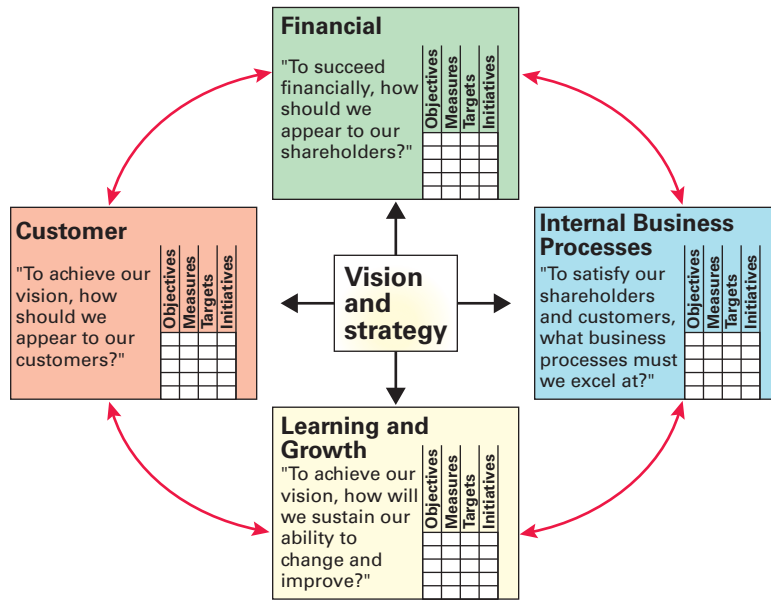 Financial
"To succeed
financially, how
should we
appear to our
shareholders?"
Objectives
Measures
Targets
Initiatives
Customer
"To achieve our
vision, how
should we
appear to our
customers?"
Objectives
Measures
Targets
Initiatives
Vision
and
strategy
Internal Business
Processes
"To satisfy our
shareholders
and customers,
what business
processes must
we excel at?"
Objectives
Measures
Targets
Initiatives
Learning and
Growth
"To achieve our
vision, how will
we sustain our
ability to
change and
improve?"
Objectives
Measures
Targets
Initiatives